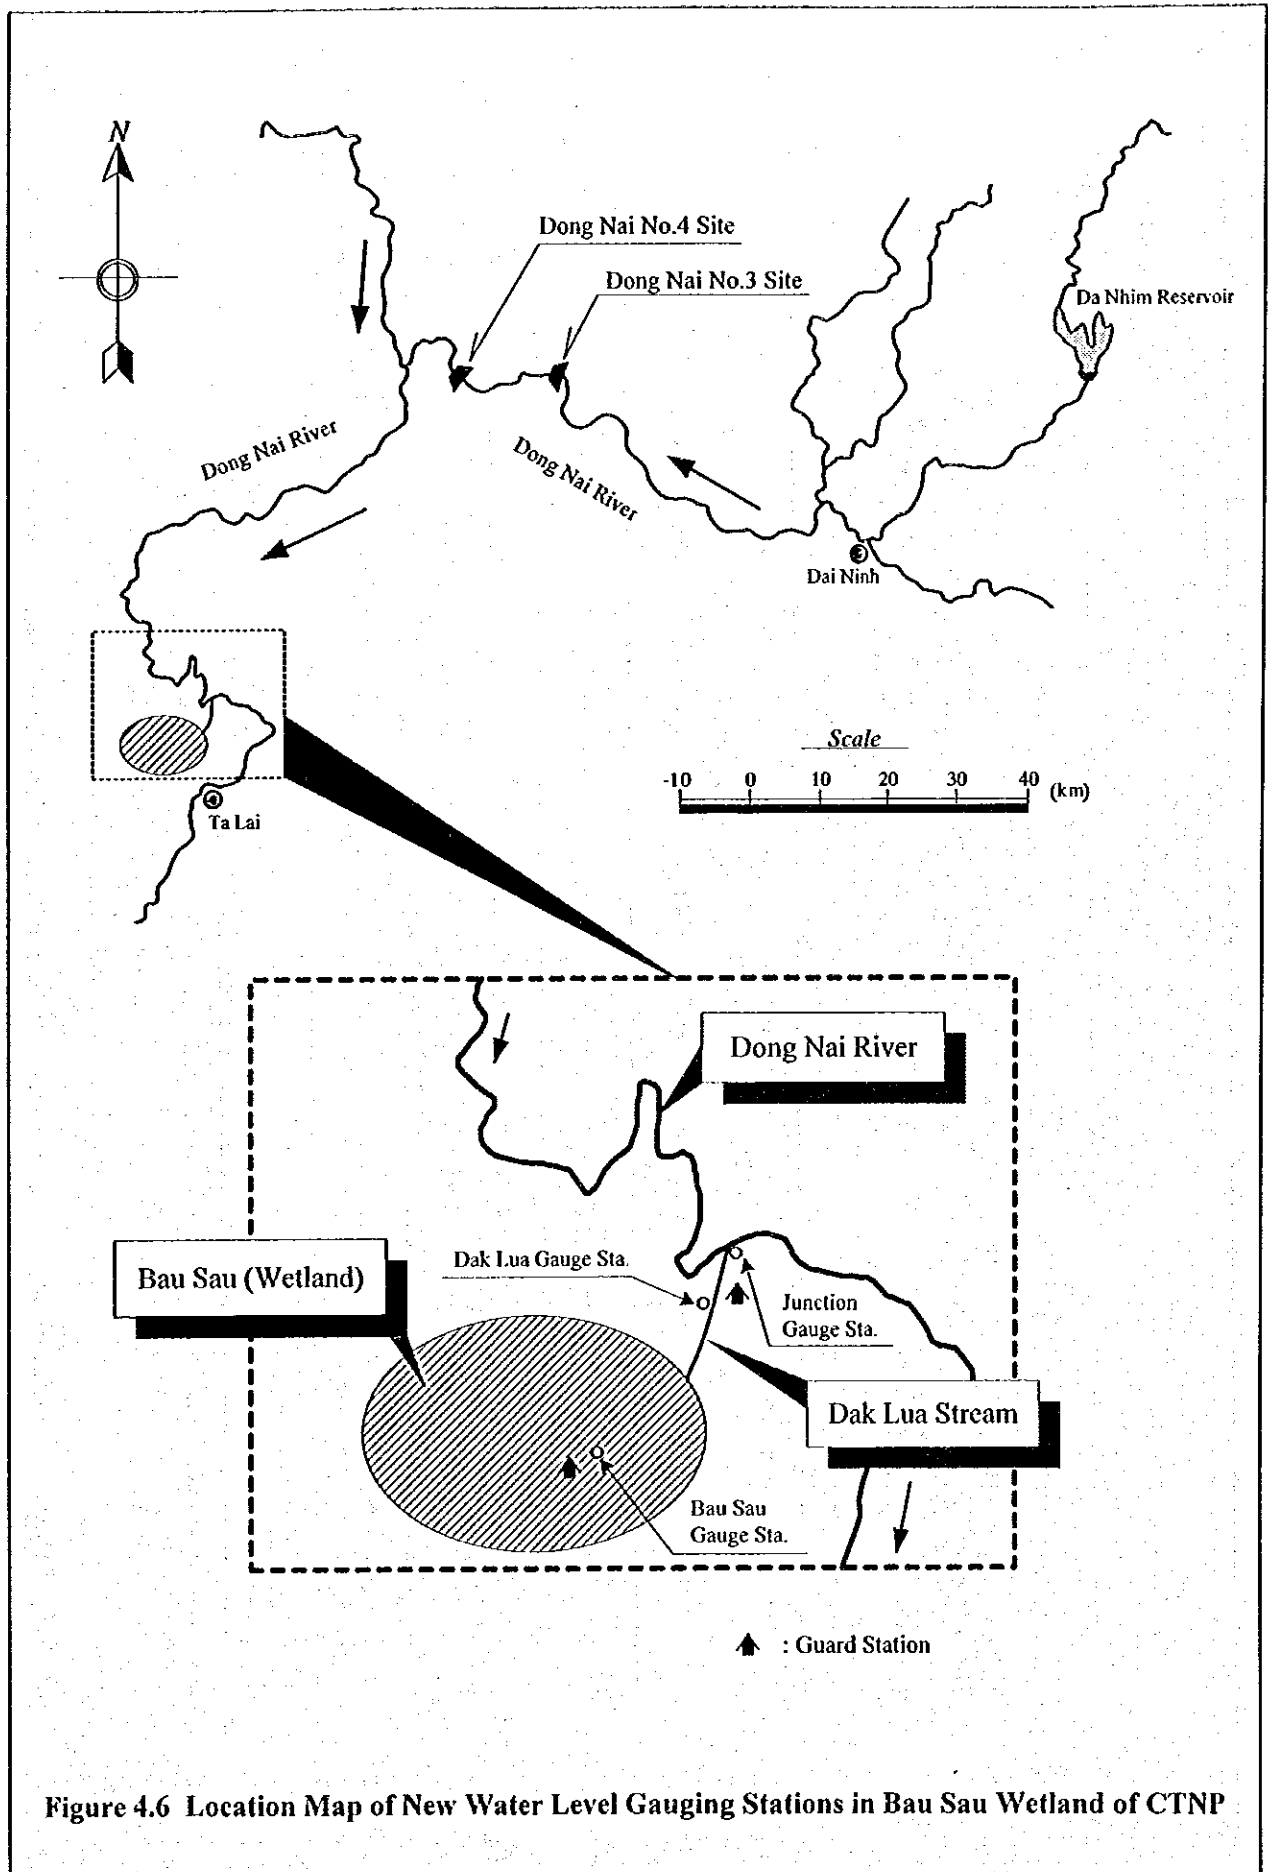 N
Dong Nai No.4 Site
Dong Nai No.3 Site
Da Nhim Reservoir
Dong Nai River
Dong Nai River
Dai Ninh
Scale
-10 0 10 20 30 40 (km)
Ta Lai
Dong Nai River
Bau Sau (Wetland)
Dak Lua Gauge Sta.
Junction
Gauge Sta.
Dak Lua Stream
Bau Sau
Gauge Sta.
: Guard Station
Figure 4.6 Location Map of New Water Level Gauging Stations in Bau Sau Wetland of CTNP